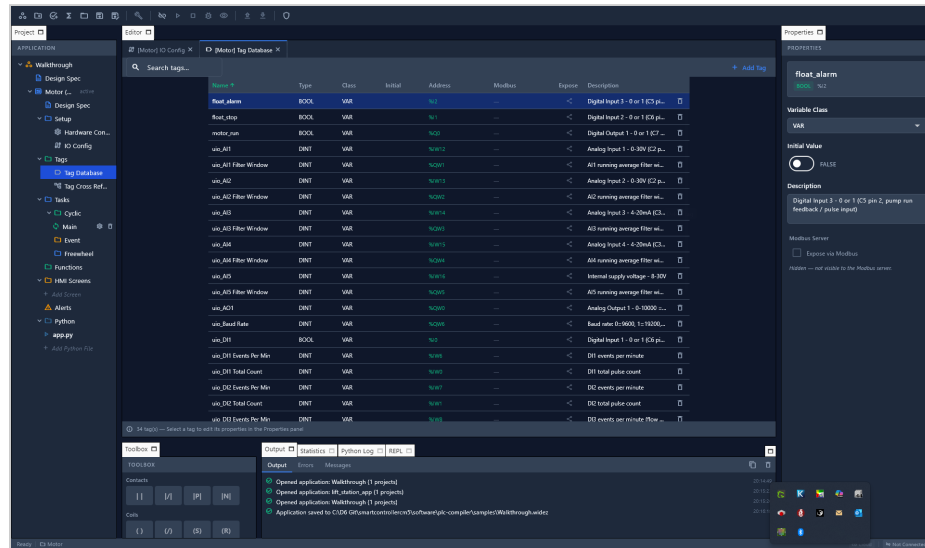 Project
Editor
Properties
APPLICATION
Walkthrough
Design Spec
Motor (... active
Design Spec
Setup
Hardware Con...
IO Config
Tags
Tag Database
Tag Cross Ref...
Tasks
Cyclic
Main
Event
Freewheel
Functions
HMI Screens
+ Add Screen
Alerts
Python
app.py
+ Add Python File
[Motor] IO Config ×
[Motor] Tag Database ×
Search tags...
+ Add Tag
Name ↑ Type Class Initial Address Modbus Expose Description
float_alarm BOOL VAR %I2 — Digital Input 3 - 0 or 1 (C5 pi...
float_stop BOOL VAR %I1 — Digital Input 2 - 0 or 1 (C6 pi...
motor_run BOOL VAR %Q0 — Digital Output 1 - 0 or 1 (C7 ...
uio_AI1 DINT VAR %IW12 — Analog Input 1 - 0-30V (C2 p...
uio_AI1 Filter Window DINT VAR %QW1 — AI1 running average filter wi...
uio_AI2 DINT VAR %IW13 — Analog Input 2 - 0-30V (C2 p...
uio_AI2 Filter Window DINT VAR %QW2 — AI2 running average filter wi...
uio_AI3 DINT VAR %IW14 — Analog Input 3 - 4-20mA (C3...
uio_AI3 Filter Window DINT VAR %QW3 — AI3 running average filter wi...
uio_AI4 DINT VAR %IW15 — Analog Input 4 - 4-20mA (C3...
uio_AI4 Filter Window DINT VAR %QW4 — AI4 running average filter wi...
uio_AI5 DINT VAR %IW16 — Internal supply voltage - 8-30V
uio_AI5 Filter Window DINT VAR %QW5 — AI5 running average filter wi...
uio_AO1 DINT VAR %QW0 — Analog Output 1 - 0-10000 =...
uio_Baud Rate DINT VAR %QW6 — Baud rate: 0=9600, 1=19200,...
uio_DI1 BOOL VAR %I0 — Digital Input 1 - 0 or 1 (C6 pi...
uio_DI1 Events Per Min DINT VAR %IW6 — DI1 events per minute
uio_DI1 Total Count DINT VAR %IW0 — DI1 total pulse count
uio_DI2 Events Per Min DINT VAR %IW7 — DI2 events per minute
uio_DI2 Total Count DINT VAR %IW1 — DI2 total pulse count
uio_DI3 Events Per Min DINT VAR %IW8 — DI3 events per minute (flow ...
34 tag(s) — Select a tag to edit its properties in the Properties panel
PROPERTIES
float_alarm
BOOL %I2
Variable Class
VAR
Initial Value
FALSE
Description
Digital Input 3 - 0 or 1 (C5 pin 2, pump run
feedback / pulse input)
Modbus Server
Expose via Modbus
Hidden — not visible to the Modbus server.
Toolbox
TOOLBOX
Contacts
[ ] [/] [P] [N]
Coils
( ) (/) (S) (R)
Output Statistics Python Log REPL
Output Errors Messages
Opened application: Walkthrough (1 projects)
Opened application: lift_station_app (1 projects)
Opened application: Walkthrough (1 projects)
Application saved to C:\D6 Git\smartcontrollercm5\software\plc-compiler\samples\Walkthrough.widez
Ready Motor
Not Connected